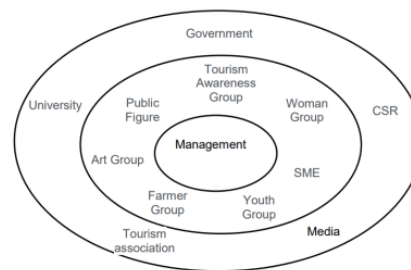 Government
Tourism
Awareness
Group
University
Public
Figure
Woman
Group
CSR
Management
Art Group
SME
Farmer
Group
Youth
Group
Tourism
association
Media